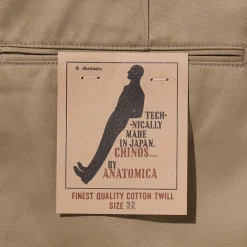 TECH-
NICALLY
MADE
IN JAPAN.
CHINOS...
BY
ANATOMICA
FINEST QUALITY COTTON TWILL
SIZE 32